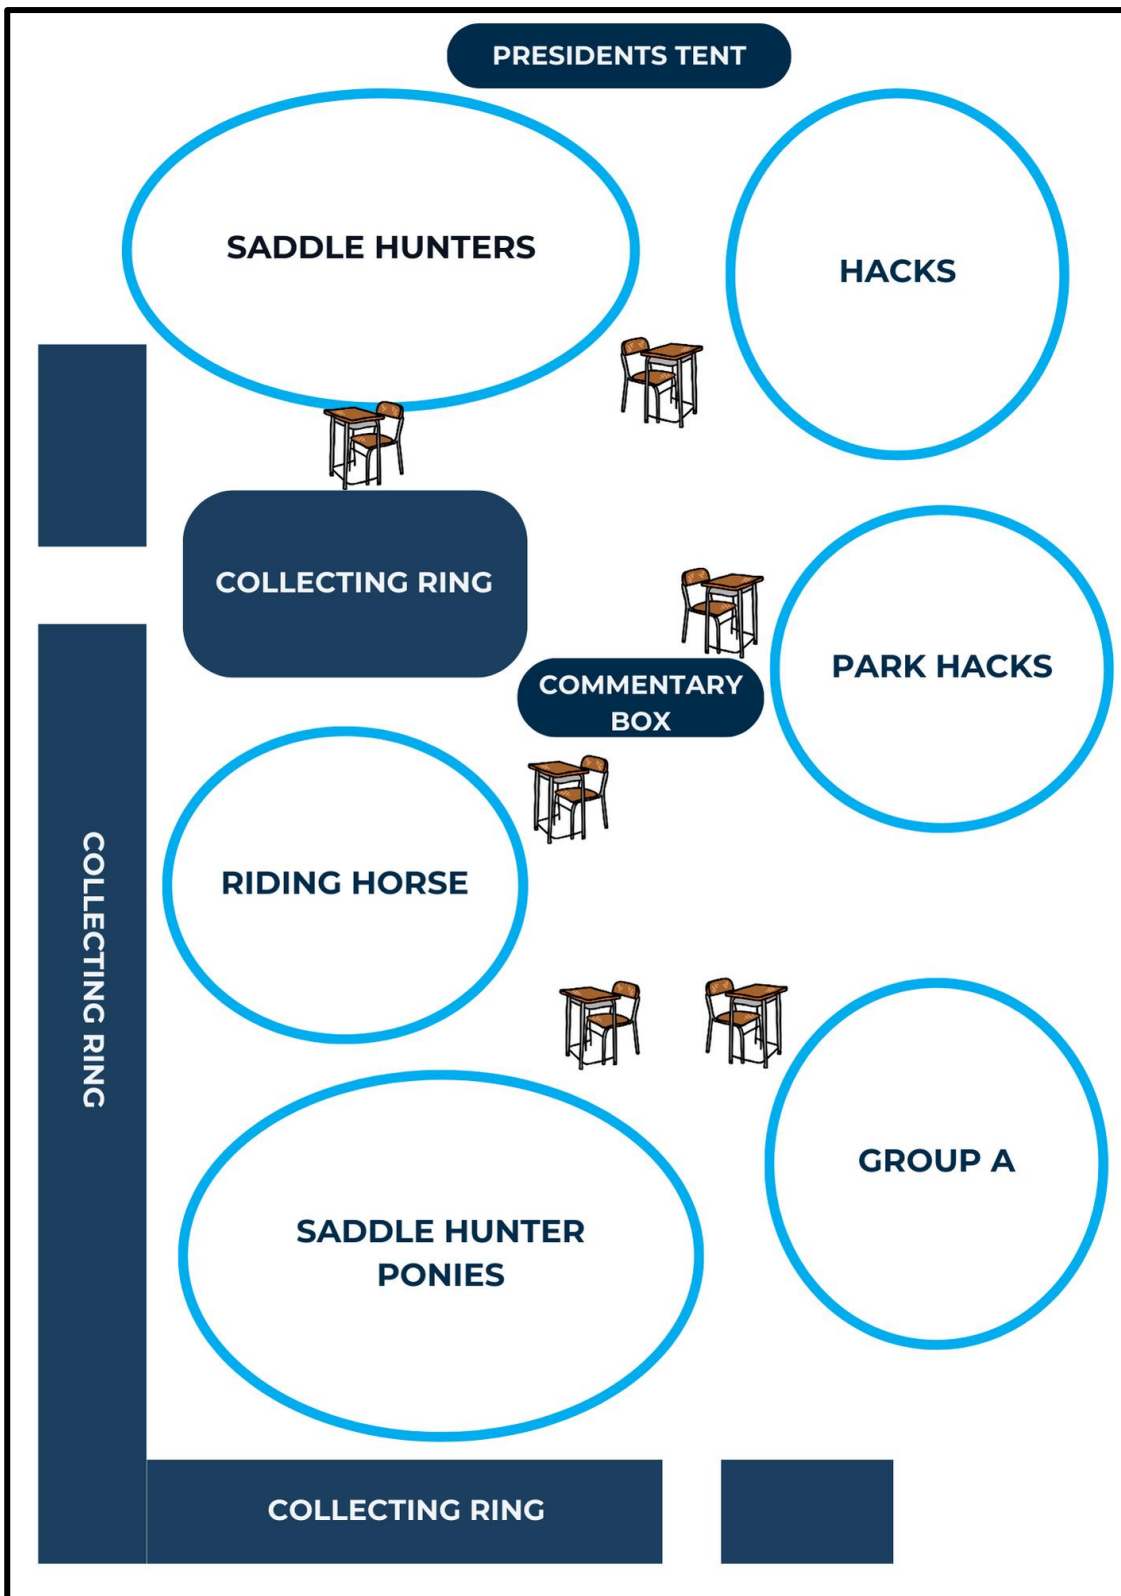 PRESIDENTS TENT
SADDLE HUNTERS
HACKS
COLLECTING RING
PARK HACKS
COMMENTARY
BOX
RIDING HORSE
COLLECTING RING
GROUP A
SADDLE HUNTER
PONIES
COLLECTING RING